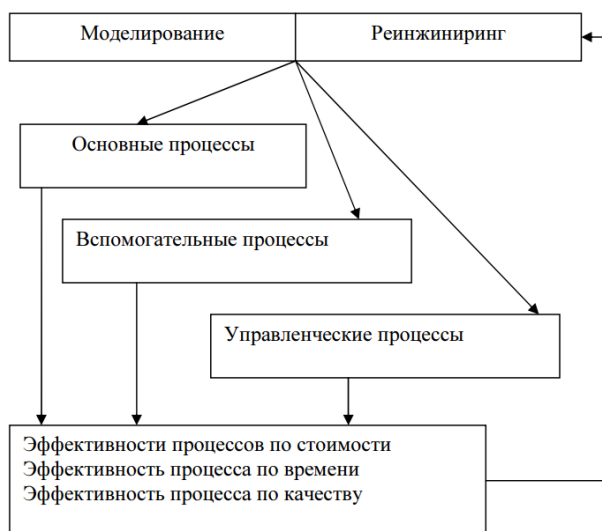 Моделирование
Реинжиниринг
Основные процессы
Вспомогательные процессы
Управленческие процессы
Эффективности процессов по стоимости
Эффективность процесса по времени
Эффективность процесса по качеству